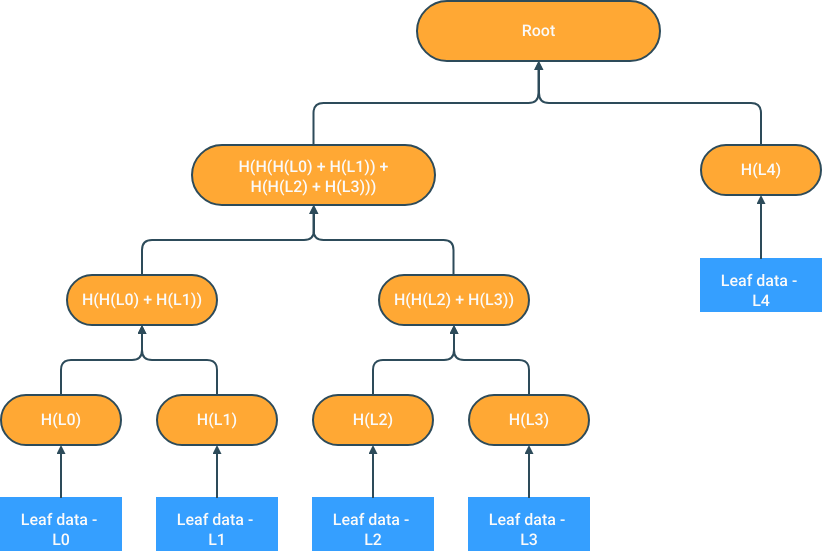 Root
H(H(H(L0) + H(L1)) +
H(H(L2) + H(L3)))
H(L4)
Leaf data -
L4
H(H(L0) + H(L1))
H(H(L2) + H(L3))
H(L0)
H(L1)
H(L2)
H(L3)
Leaf data -
L0
Leaf data -
L1
Leaf data -
L2
Leaf data -
L3